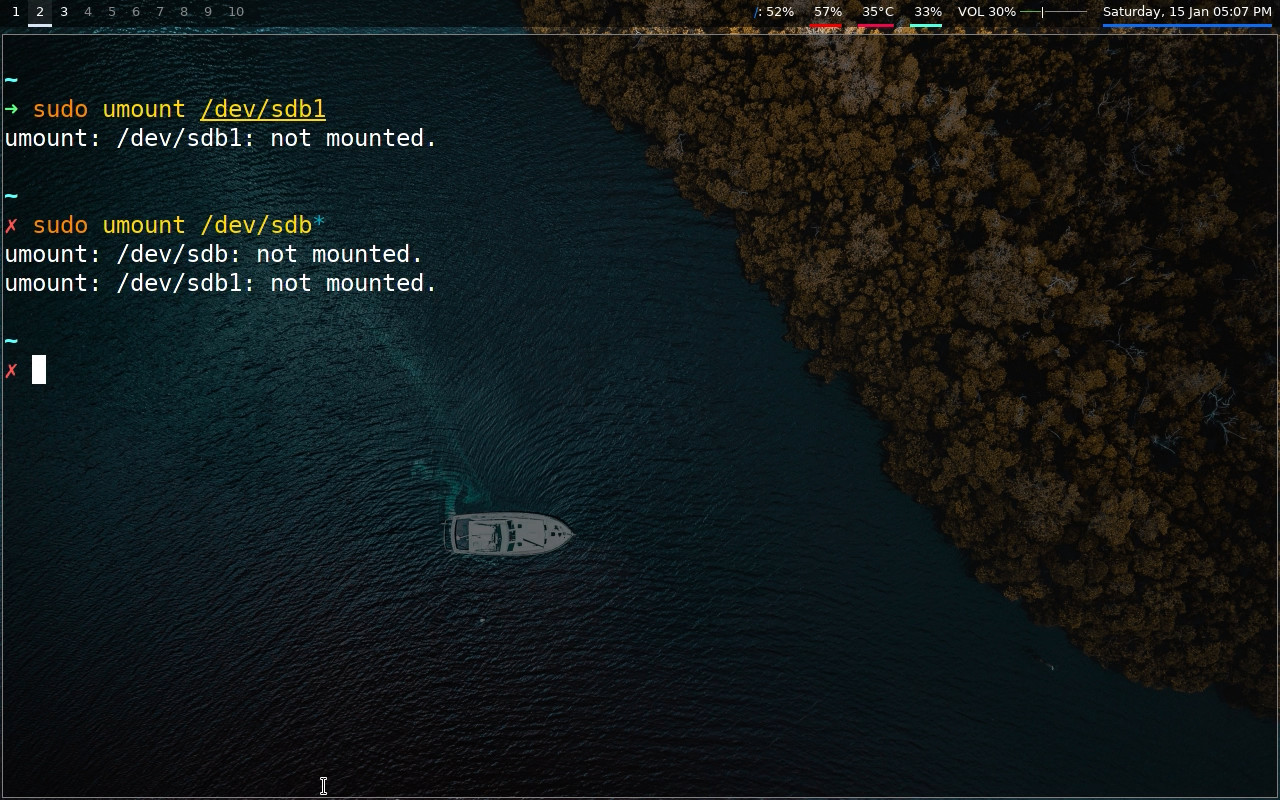 1 2 3 4 5 6 7 8 9 10 /: 52% 57% 35°C 33% VOL 30% Saturday, 15 Jan 05:07 PM
~
➜ sudo umount /dev/sdb1
umount: /dev/sdb1: not mounted.
~
✗ sudo umount /dev/sdb*
umount: /dev/sdb: not mounted.
umount: /dev/sdb1: not mounted.
~
✗